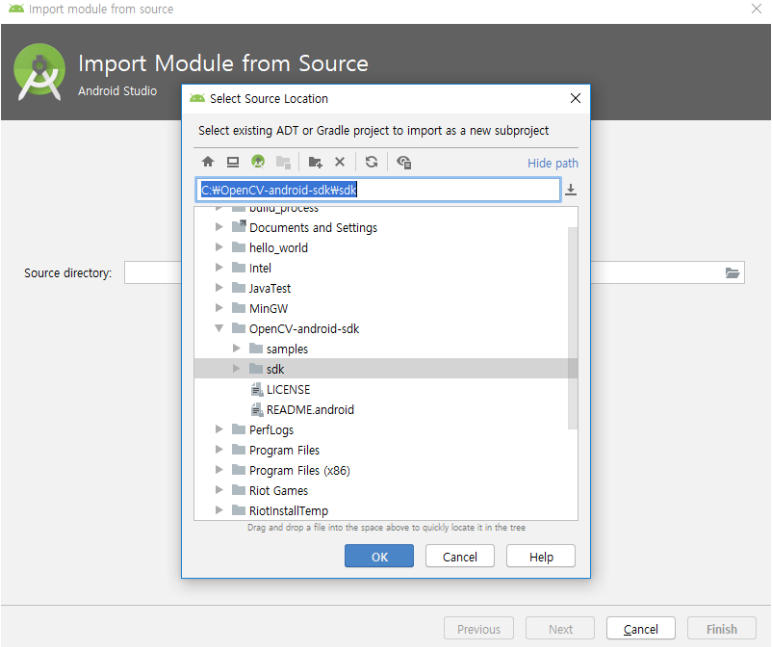 Import module from source
Import Module from Source
Android Studio
Select Source Location
Select existing ADT or Gradle project to import as a new subproject
Hide path
C:₩OpenCV-android-sdk₩sdk
build_process
Documents and Settings
hello_world
Intel
JavaTest
MinGW
OpenCV-android-sdk
samples
sdk
LICENSE
README.android
PerfLogs
Program Files
Program Files (x86)
Riot Games
RiotInstallTemp
Drag and drop a file into the space above to quickly locate it in the tree
OK Cancel Help
Source directory:
Previous Next Cancel Finish